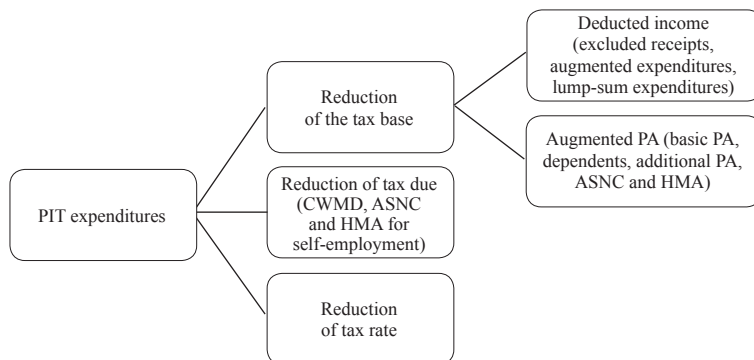 PIT expenditures
Reduction
of the tax base
Deducted income
(excluded receipts,
augmented expenditures,
lump-sum expenditures)
Augmented PA (basic PA,
dependents, additional PA,
ASNC and HMA)
Reduction of tax due
(CWMD, ASNC
and HMA for
self-employment)
Reduction
of tax rate